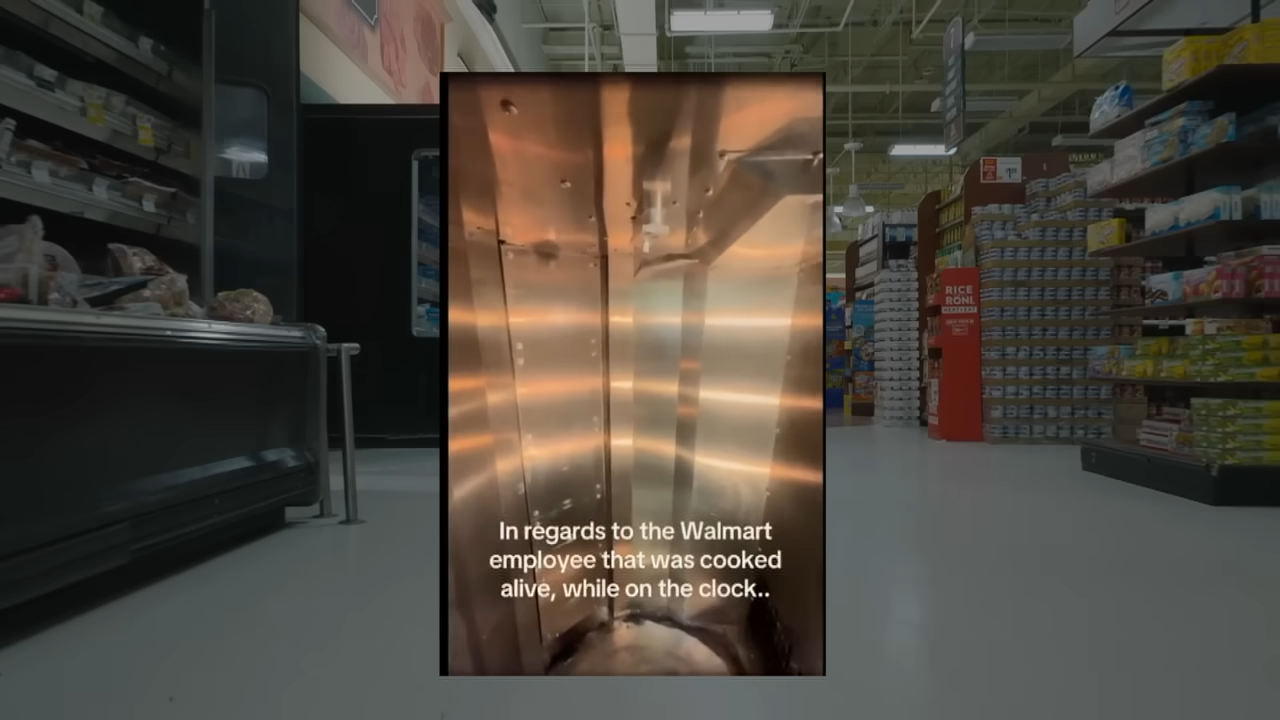 In regards to the Walmart
employee that was cooked
alive, while on the clock..
RICE
RONI.